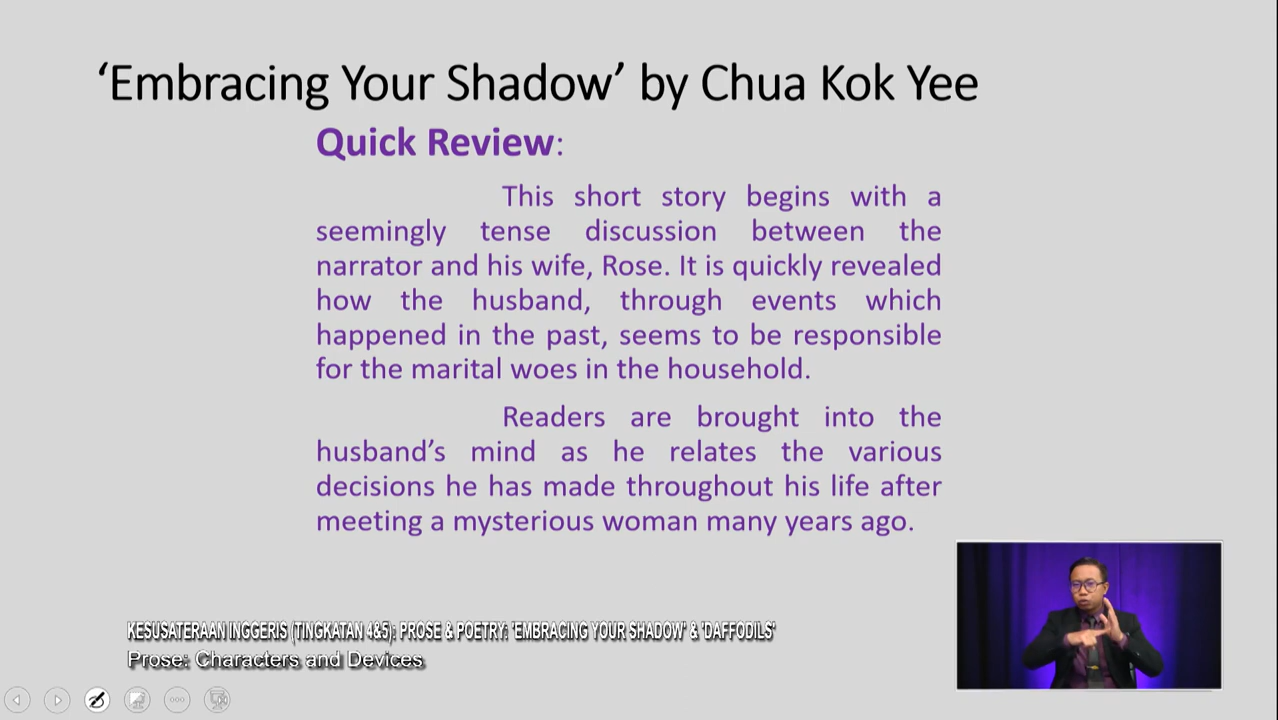 ‘Embracing Your Shadow’ by Chua Kok Yee
Quick Review:
This short story begins with a
seemingly tense discussion between the
narrator and his wife, Rose. It is quickly revealed
how the husband, through events which
happened in the past, seems to be responsible
for the marital woes in the household.
Readers are brought into the
husband’s mind as he relates the various
decisions he has made throughout his life after
meeting a mysterious woman many years ago.
KESUSATERAAN INGGERIS (TINGKATAN 4&5): PROSE & POETRY: 'EMBRACING YOUR SHADOW' & 'DAFFODILS'
Prose: Characters and Devices